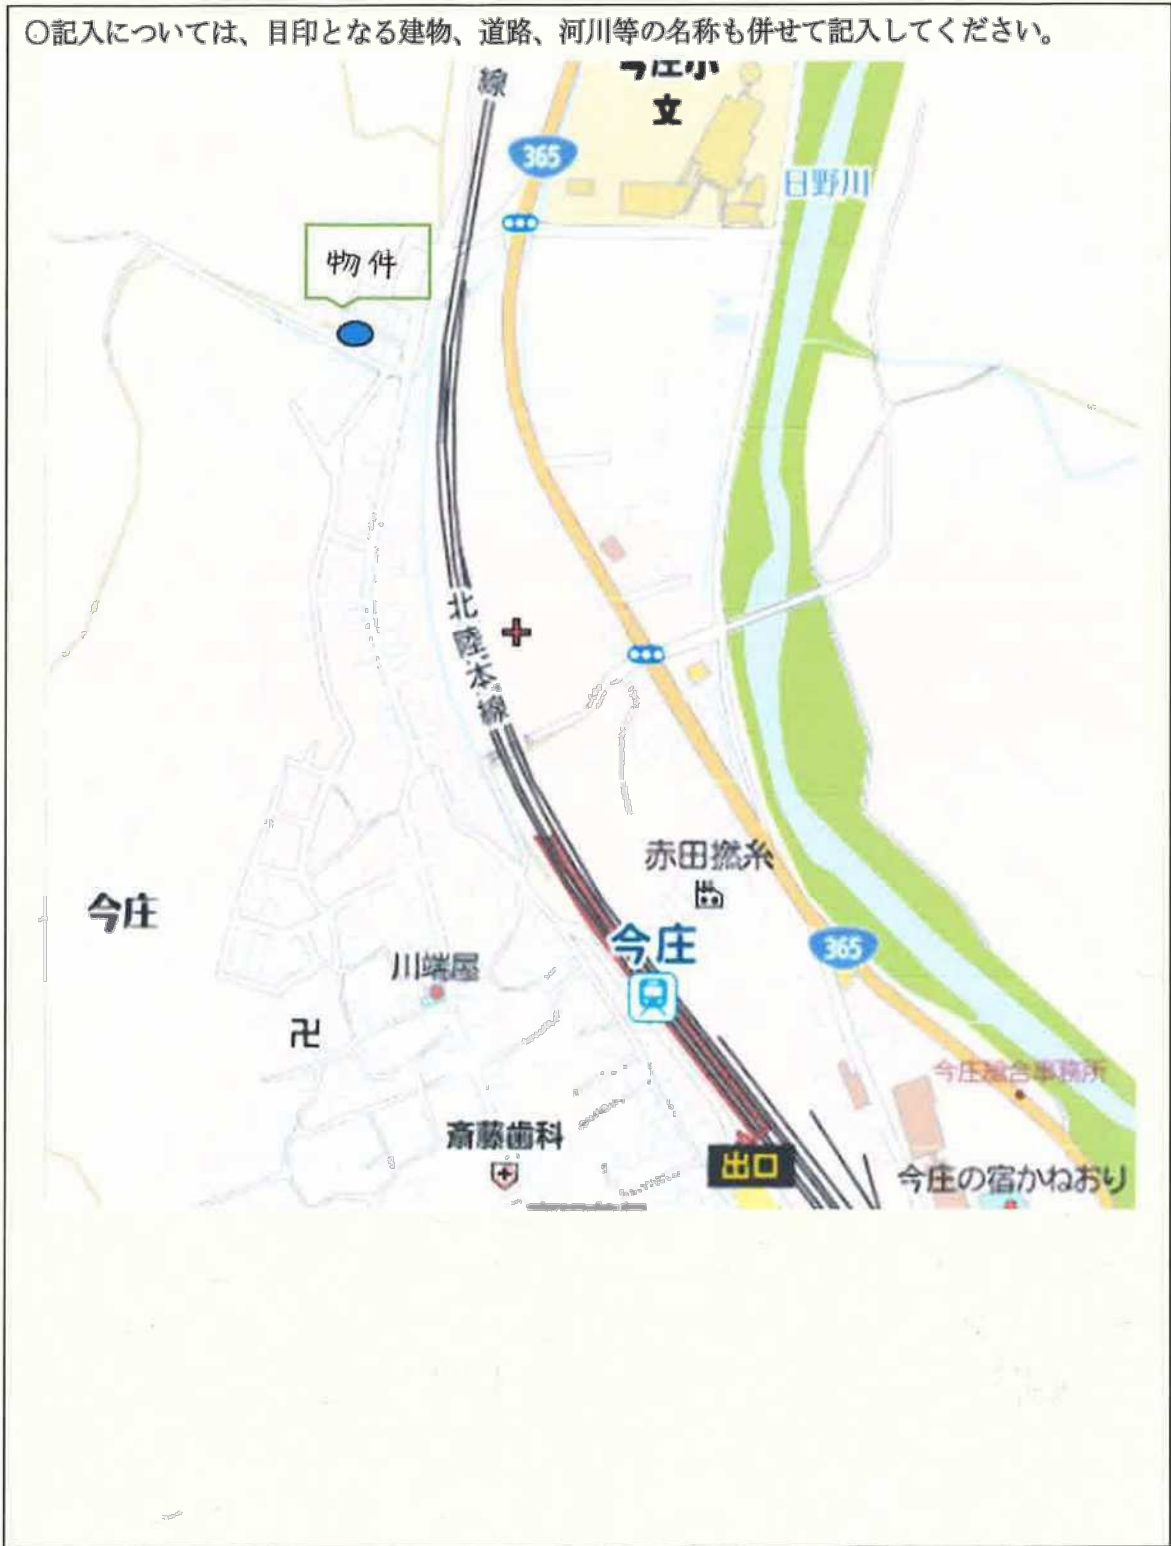 ○記入については、目印となる建物、道路、河川等の名称も併せて記入してください。
線
今庄小
文
365
日野川
物件
北陸本線
赤田撚糸
今庄
今庄
365
川端屋
卍
今庄総合事務所
斎藤歯科
出口
今庄の宿かねおり